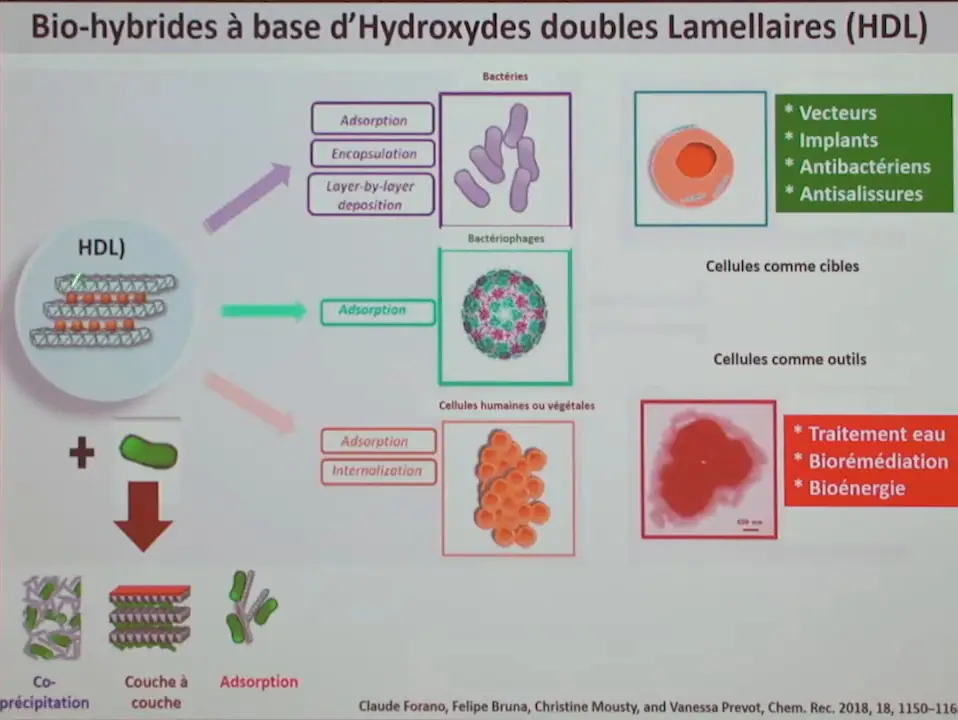 Bio-hybrides à base d'Hydroxydes doubles Lamellaires (HDL)
Bactéries
Adsorption
Encapsulation
Layer-by-layer
deposition
* Vecteurs
* Implants
* Antibactériens
* Antisalissures
HDL)
Bactériophages
Adsorption
Cellules comme cibles
Cellules comme outils
Cellules humaines ou végétales
Adsorption
Internalization
* Traitement eau
* Biorémédiation
* Bioénergie
+
Co-
précipitation
Couche à
couche
Adsorption
Claude Forano, Felipe Bruna, Christine Mousty, and Vanessa Prevot, Chem. Rec. 2018, 18, 1150–116